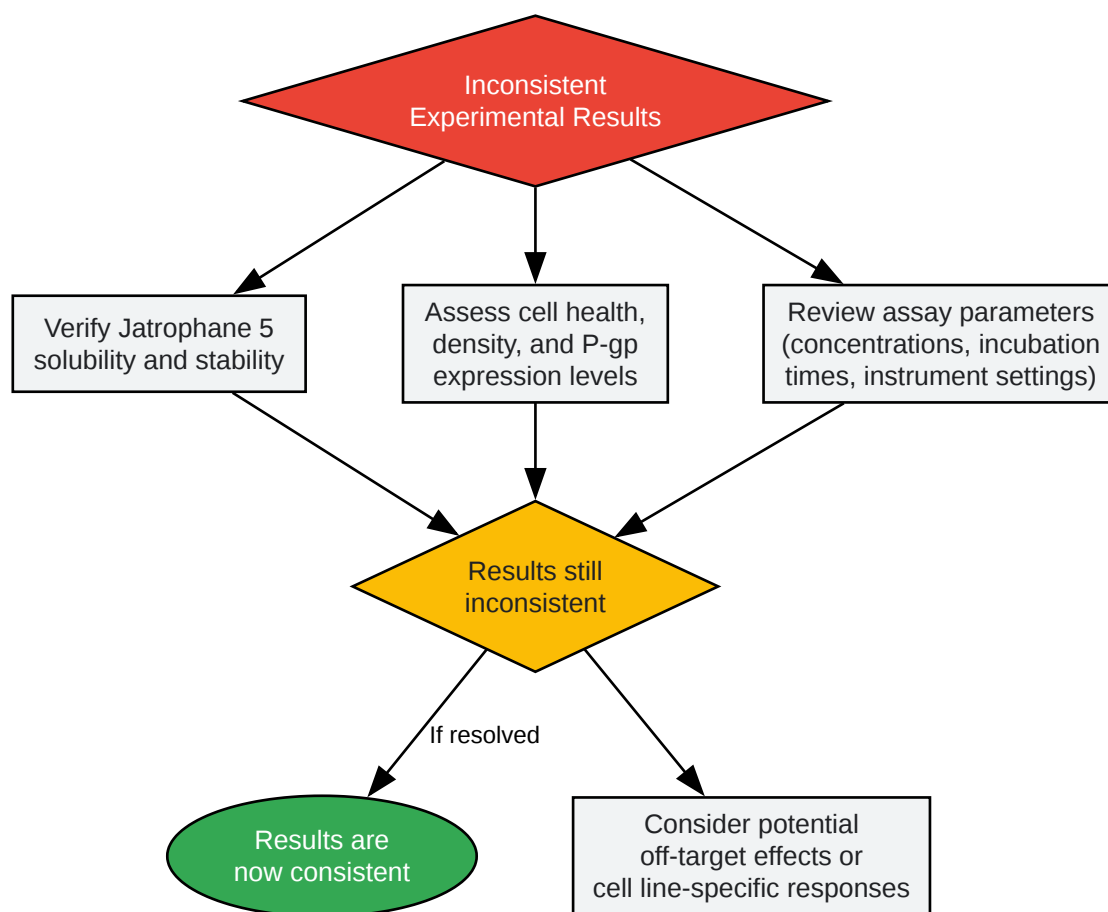 Inconsistent
Experimental Results
Verify Jatrophane 5
solubility and stability
Assess cell health,
density, and P-gp
expression levels
Review assay parameters
(concentrations, incubation
times, instrument settings)
Results still
inconsistent
If resolved
Results are
now consistent
Consider potential
off-target effects or
cell line-specific responses